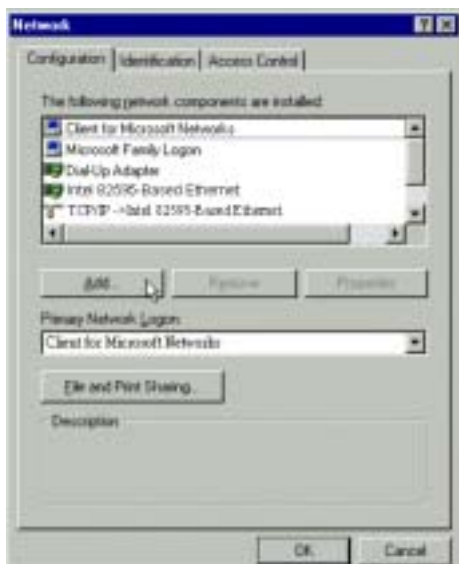 Network
Configuration Identification Access Control
The following network components are installed:
Client for Microsoft Networks
Microsoft Family Logon
Dial-Up Adapter
Intel 82595-Based Ethernet
TCP/IP -> Intel 82595-Based Ethernet
Add... Remove Properties
Primary Network Logon:
Client for Microsoft Networks
File and Print Sharing...
Description
OK Cancel